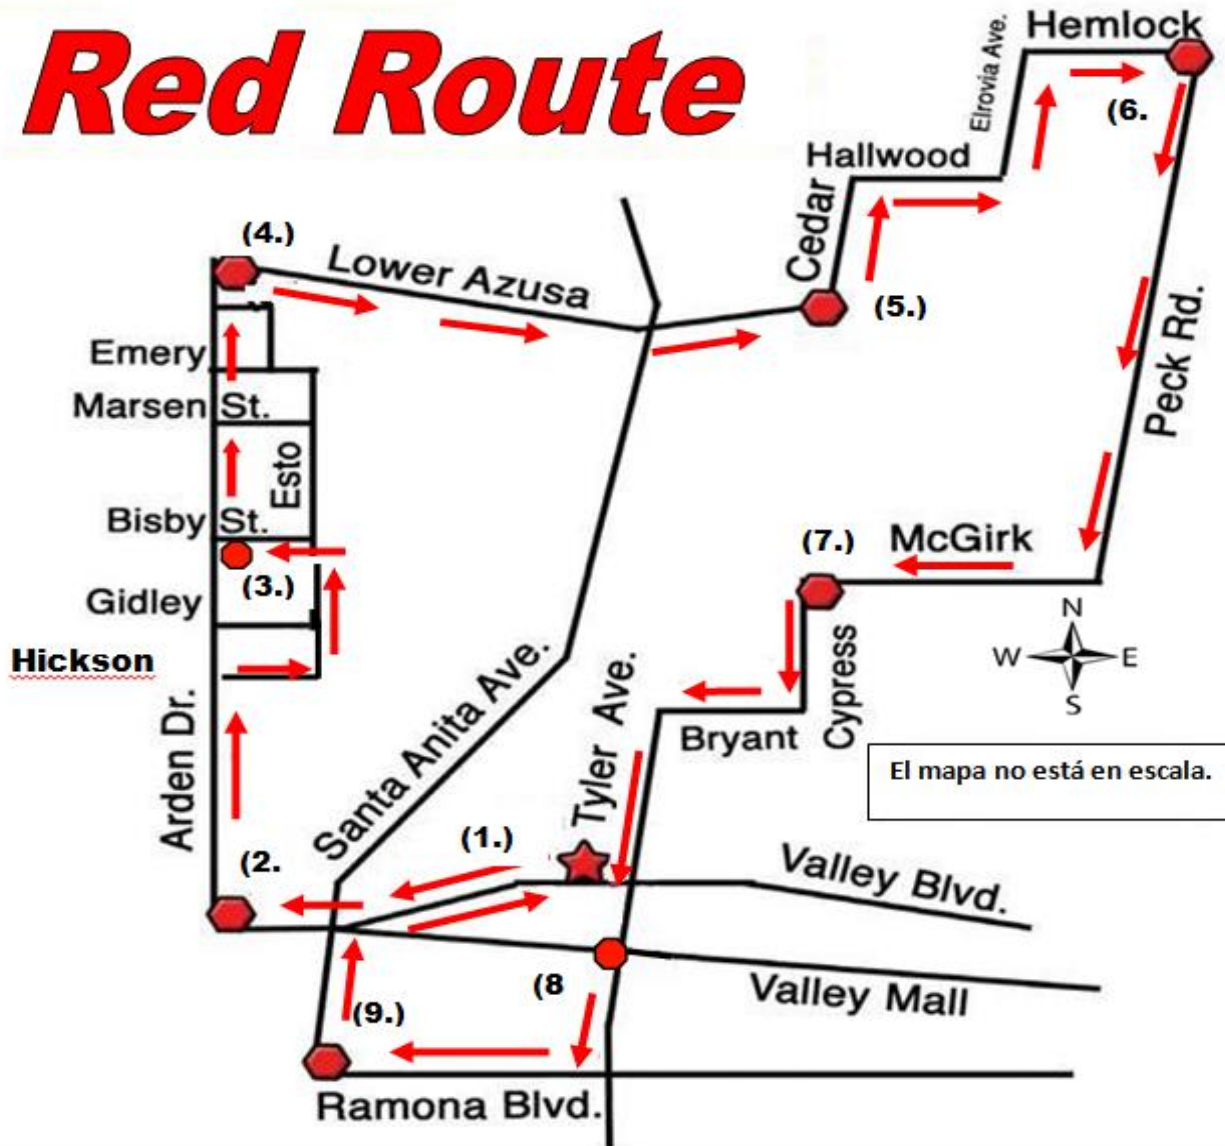 Red Route
Hemlock
Elrovia Ave.
(6.
Hallwood
Cedar
(4.)
Lower Azusa
(5.)
Peck Rd.
Emery
Marsen St.
Esto
Bisby St.
(3.)
Gidley
Hickson
Arden Dr.
(7.)
McGirk
N
W E
S
Cypress
Bryant
El mapa no está en escala.
Santa Anita Ave.
Tyler Ave.
(1.)
(2.
Valley Blvd.
(8
Valley Mall
(9.)
Ramona Blvd.